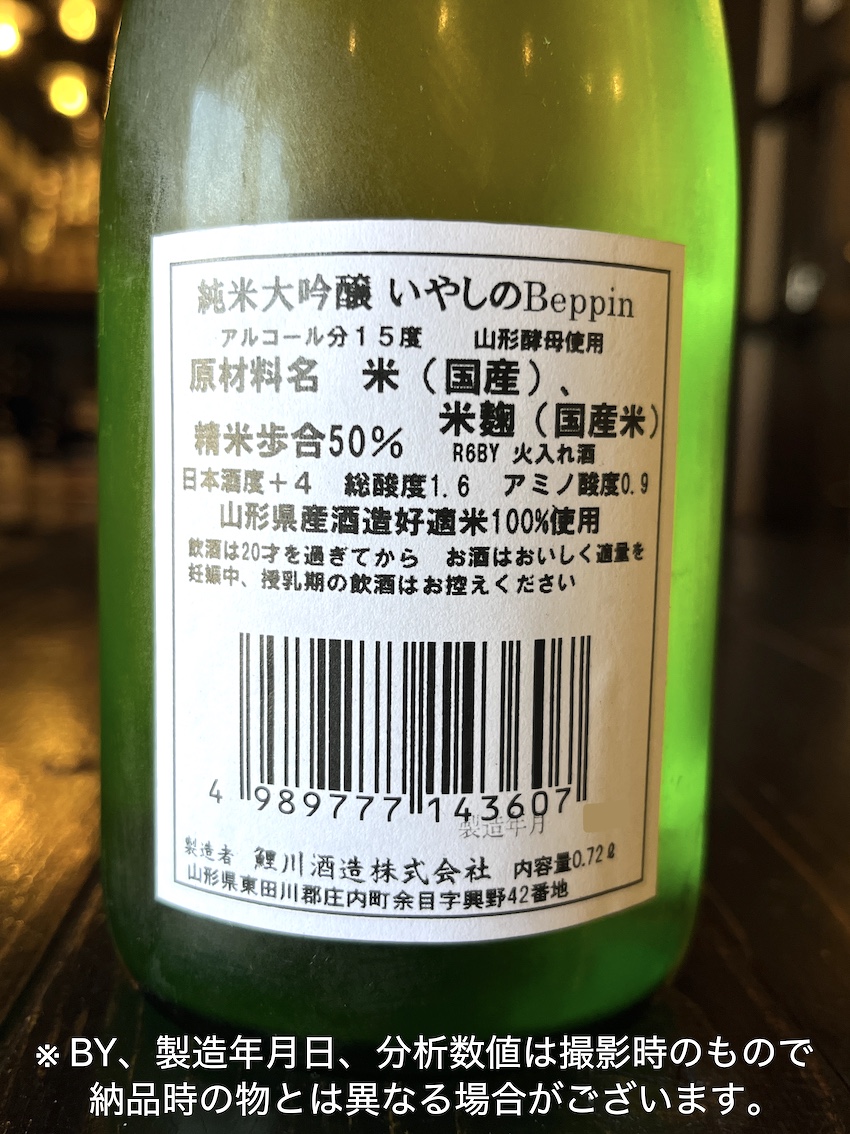 純米大吟醸 いやしのBeppin
アルコール分15度 山形酵母使用
原材料名 米（国産）、
米麹（国産米）
精米歩合50%
R6BY 火入れ酒
日本酒度+4 総酸度1.6 アミノ酸度0.9
山形県産酒造好適米100%使用
飲酒は20才を過ぎてから お酒はおいしく適量を
妊娠中、授乳期の飲酒はお控えください
4 989777 143607
製造年月
製造者 鯉川酒造株式会社 内容量0.72ℓ
山形県東田川郡庄内町余目字興野42番地
※ BY、製造年月日、分析数値は撮影時のもので
納品時の物とは異なる場合がございます。